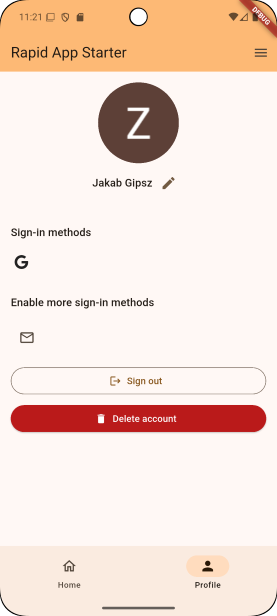 11:21
DEBUG
Rapid App Starter
Z
Jakab Gipsz
Sign-in methods
G
Enable more sign-in methods
Sign out
Delete account
Home
Profile